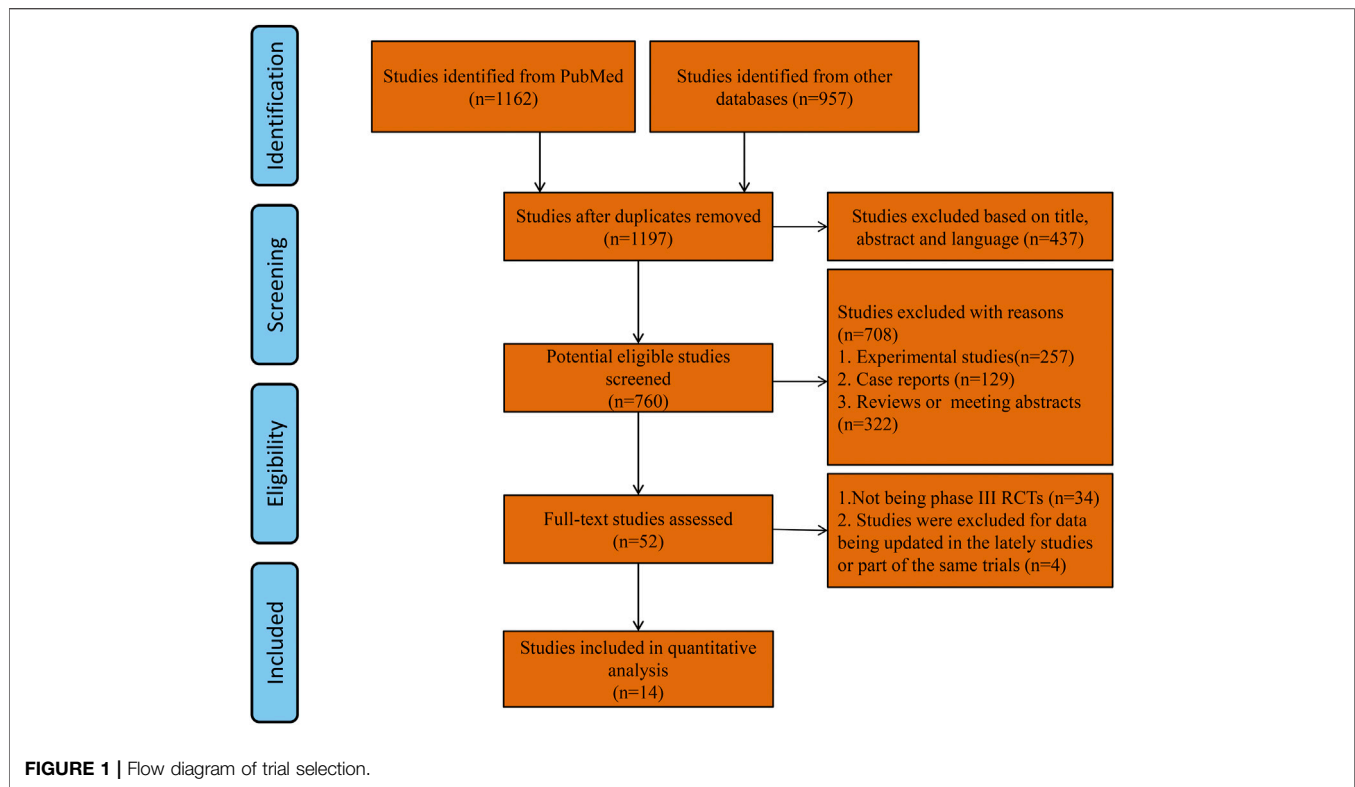 Identification
Studies identified from PubMed
(n=1162)
Studies identified from other
databases (n=957)
Screening
Studies after duplicates removed
(n=1197)
Studies excluded based on title,
abstract and language (n=437)
Potential eligible studies
screened
(n=760)
Studies excluded with reasons
(n=708)
1. Experimental studies(n=257)
2. Case reports (n=129)
3. Reviews or meeting abstracts
(n=322)
Eligibility
Full-text studies assessed
(n=52)
1.Not being phase III RCTs (n=34)
2. Studies were excluded for data
being updated in the lately studies
or part of the same trials (n=4)
Included
Studies included in quantitative
analysis
(n=14)
FIGURE 1 | Flow diagram of trial selection.